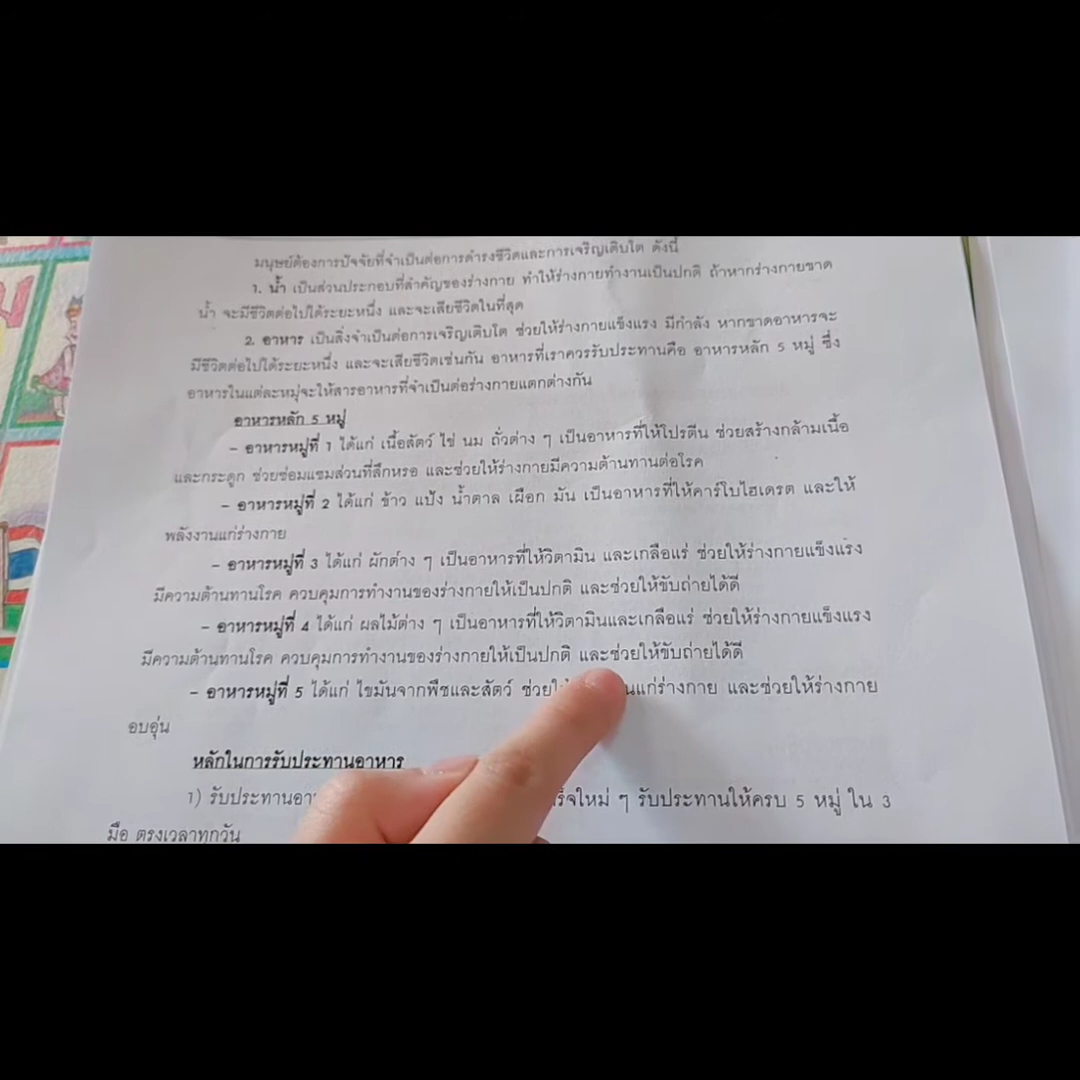 มนุษย์ต้องการปัจจัยที่จำเป็นต่อการดำรงชีวิตและการเจริญเติบโต ดังนี้
1. น้ำ เป็นส่วนประกอบที่สำคัญของร่างกาย ทำให้ร่างกายทำงานเป็นปกติ ถ้าหากร่างกายขาด
น้ำ จะมีชีวิตต่อไปได้ระยะหนึ่ง และจะเสียชีวิตในที่สุด
2. อาหาร เป็นสิ่งจำเป็นต่อการเจริญเติบโต ช่วยให้ร่างกายแข็งแรง มีกำลัง หากขาดอาหารจะ
มีชีวิตต่อไปได้ระยะหนึ่ง และจะเสียชีวิตเช่นกัน อาหารที่เราควรรับประทานคือ อาหารหลัก 5 หมู่ ซึ่ง
อาหารในแต่ละหมู่จะให้สารอาหารที่จำเป็นต่อร่างกายแตกต่างกัน
อาหารหลัก 5 หมู่
- อาหารหมู่ที่ 1 ได้แก่ เนื้อสัตว์ ไข่ นม ถั่วต่าง ๆ เป็นอาหารที่ให้โปรตีน ช่วยสร้างกล้ามเนื้อ
และกระดูก ช่วยซ่อมแซมส่วนที่สึกหรอ และช่วยให้ร่างกายมีความต้านทานต่อโรค
- อาหารหมู่ที่ 2 ได้แก่ ข้าว แป้ง น้ำตาล เผือก มัน เป็นอาหารที่ให้คาร์โบไฮเดรต และให้
พลังงานแก่ร่างกาย
- อาหารหมู่ที่ 3 ได้แก่ ผักต่าง ๆ เป็นอาหารที่ให้วิตามิน และเกลือแร่ ช่วยให้ร่างกายแข็งแรง
มีความต้านทานโรค ควบคุมการทำงานของร่างกายให้เป็นปกติ และช่วยให้ขับถ่ายได้ดี
- อาหารหมู่ที่ 4 ได้แก่ ผลไม้ต่าง ๆ เป็นอาหารที่ให้วิตามินและเกลือแร่ ช่วยให้ร่างกายแข็งแรง
มีความต้านทานโรค ควบคุมการทำงานของร่างกายให้เป็นปกติ และช่วยให้ขับถ่ายได้ดี
- อาหารหมู่ที่ 5 ได้แก่ ไขมันจากพืชและสัตว์ ช่วยให้ แก่ร่างกาย และช่วยให้ร่างกาย
อบอุ่น
หลักในการรับประทานอาหาร
1) รับประทาน ใหม่ ๆ รับประทานให้ครบ 5 หมู่ ใน 3
มือ ตรงเวลาทุกวัน